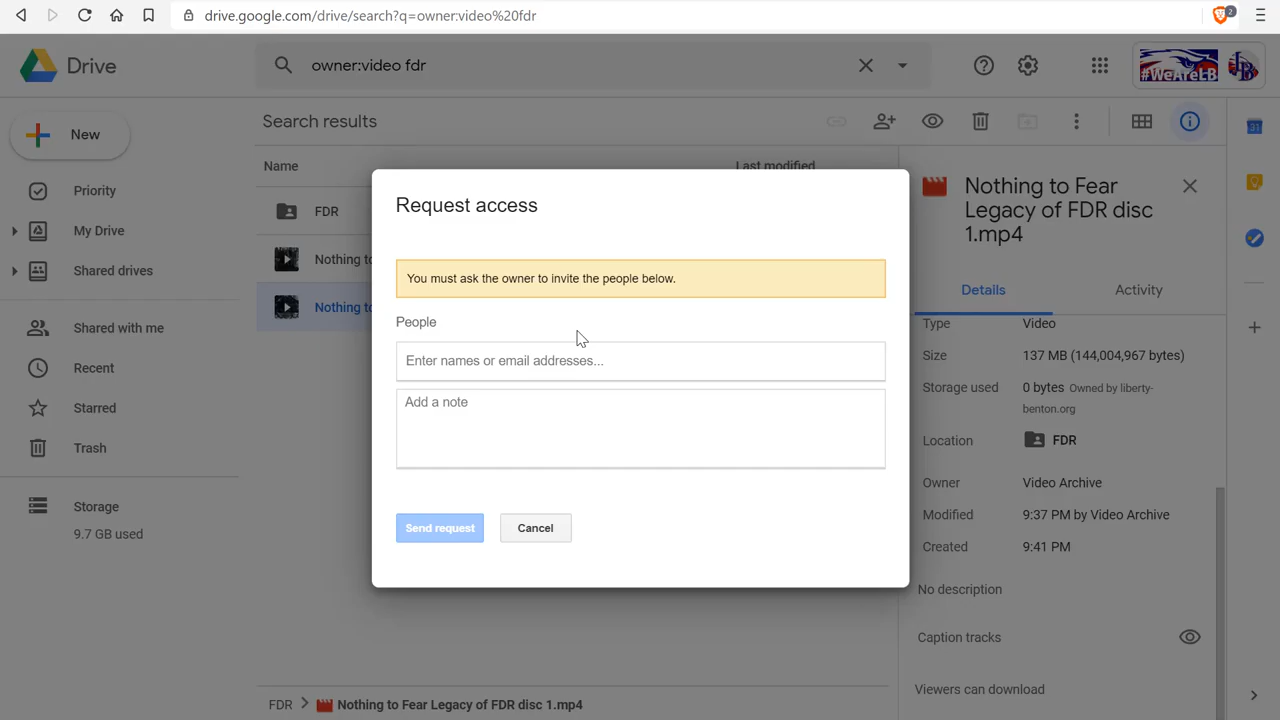 drive.google.com/drive/search?q=owner:video%20fdr
2
Drive
owner:video fdr
#WeAreLB
New
Priority
My Drive
Shared drives
Shared with me
Recent
Starred
Trash
Storage
9.7 GB used
Search results
Name
Last modified
FDR
Nothing to
Nothing to
Request access
You must ask the owner to invite the people below.
People
Enter names or email addresses...
Add a note
Send request
Cancel
Nothing to Fear
Legacy of FDR disc
1.mp4
Details
Activity
Type
Video
Size
137 MB (144,004,967 bytes)
Storage used
0 bytes Owned by liberty-
benton.org
Location
FDR
Owner
Video Archive
Modified
9:37 PM by Video Archive
Created
9:41 PM
No description
Caption tracks
Viewers can download
FDR
Nothing to Fear Legacy of FDR disc 1.mp4
31